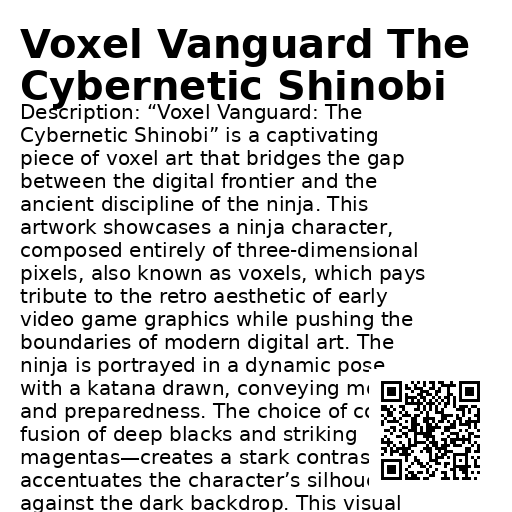 Voxel Vanguard The
Cybernetic Shinobi
Description: “Voxel Vanguard: The
Cybernetic Shinobi” is a captivating
piece of voxel art that bridges the gap
between the digital frontier and the
ancient discipline of the ninja. This
artwork showcases a ninja character,
composed entirely of three-dimensional
pixels, also known as voxels, which pays
tribute to the retro aesthetic of early
video game graphics while pushing the
boundaries of modern digital art. The
ninja is portrayed in a dynamic pose
with a katana drawn, conveying
and preparedness. The choice of
fusion of deep blacks and striking
magentas—creates a stark
accentuates the character’s
against the dark backdrop. This visual